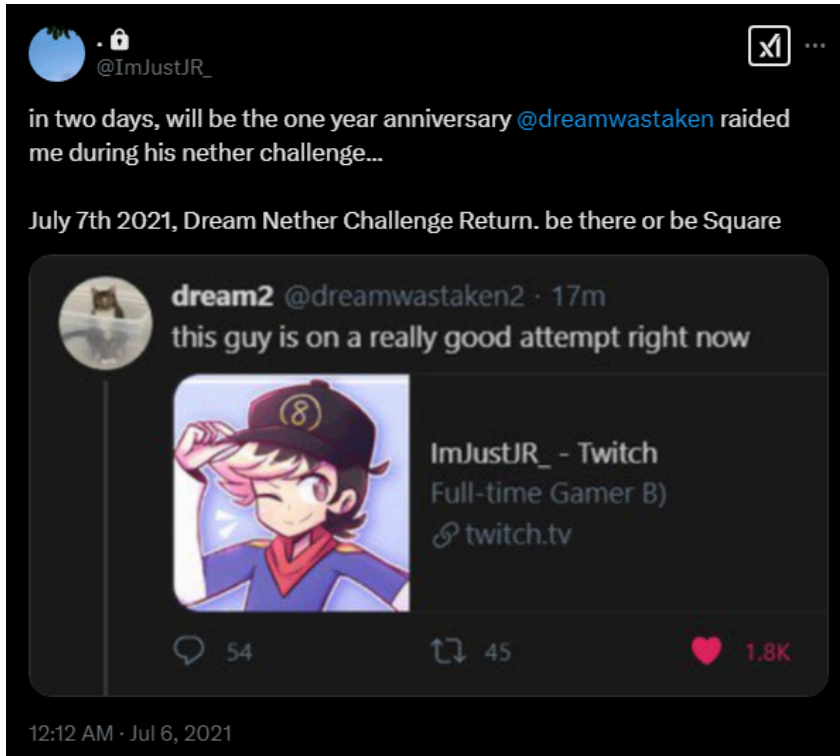 .
@ImJustJR_
in two days, will be the one year anniversary @dreamwastaken raided
me during his nether challenge...
July 7th 2021, Dream Nether Challenge Return. be there or be Square
dream2 @dreamwastaken2 · 17m
this guy is on a really good attempt right now
8
ImJustJR_ - Twitch
Full-time Gamer B)
twitch.tv
54 45 1.8K
12:12 AM · Jul 6, 2021